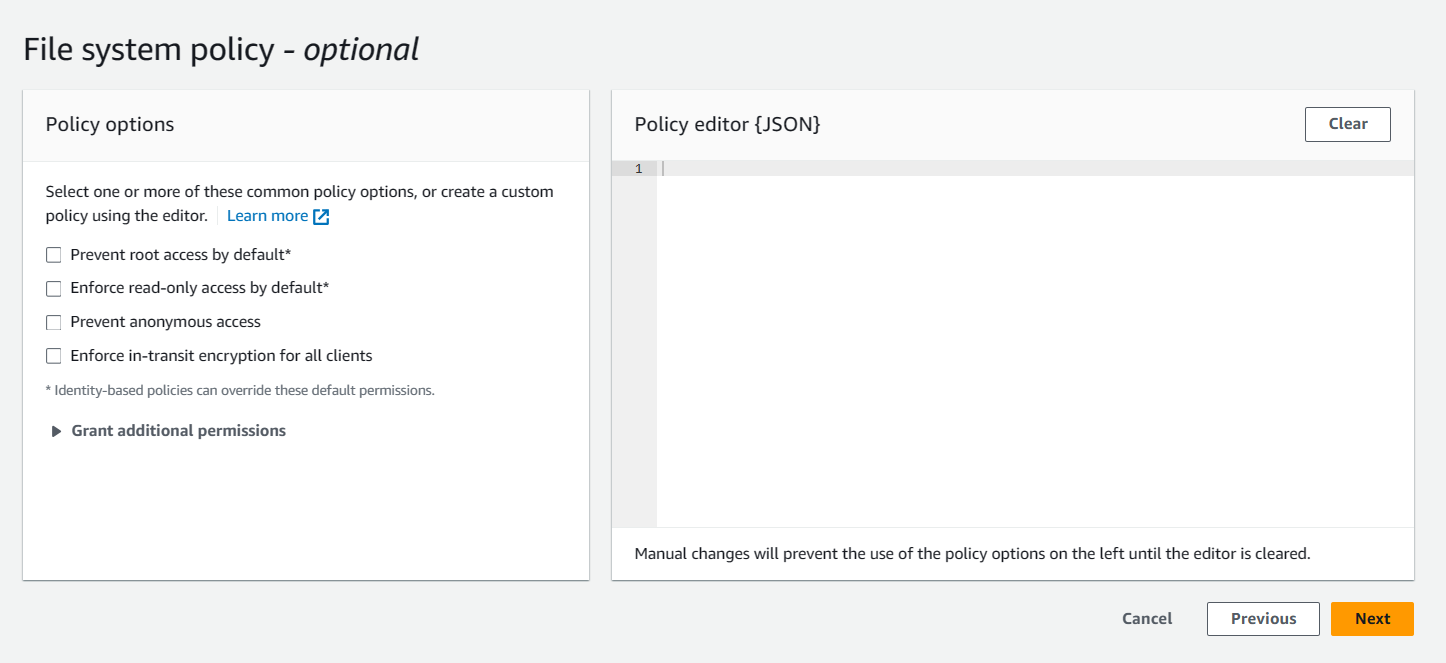 File system policy - optional
Policy options
Select one or more of these common policy options, or create a custom
policy using the editor. Learn more
Prevent root access by default*
Enforce read-only access by default*
Prevent anonymous access
Enforce in-transit encryption for all clients
* Identity-based policies can override these default permissions.
Grant additional permissions
Policy editor {JSON}
Clear
1
Manual changes will prevent the use of the policy options on the left until the editor is cleared.
Cancel
Previous
Next